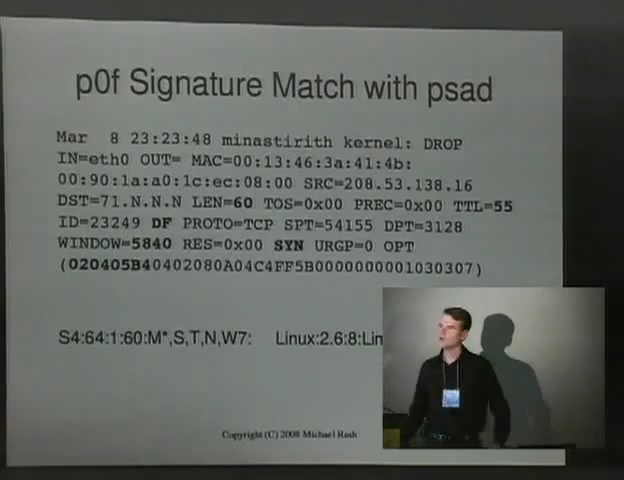 p0f Signature Match with psad
Mar 8 23:23:48 minastirith kernel: DROP
IN=eth0 OUT= MAC=00:13:46:3a:41:4b:
00:90:1a:a0:1c:ec:08:00 SRC=208.53.138.16
DST=71.N.N.N LEN=60 TOS=0x00 PREC=0x00 TTL=55
ID=23249 DF PROTO=TCP SPT=54155 DPT=3128
WINDOW=5840 RES=0x00 SYN URGP=0 OPT
(020405B40402080A04C4FF5B0000000001030307)
S4:64:1:60:M*,S,T,N,W7: Linux:2.6:8:Lin
Copyright (C) 2008 Michael Rash